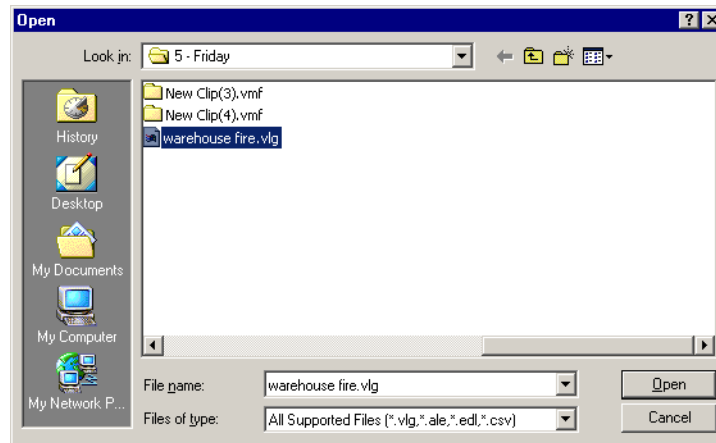 Open
Look in: 5 - Friday
New Clip(3).vmf
New Clip(4).vmf
warehouse fire.vlg
History
Desktop
My Documents
My Computer
My Network P...
File name: warehouse fire.vlg Open
Files of type: All Supported Files (*.vlg,*.ale,*.edl,*.csv) Cancel